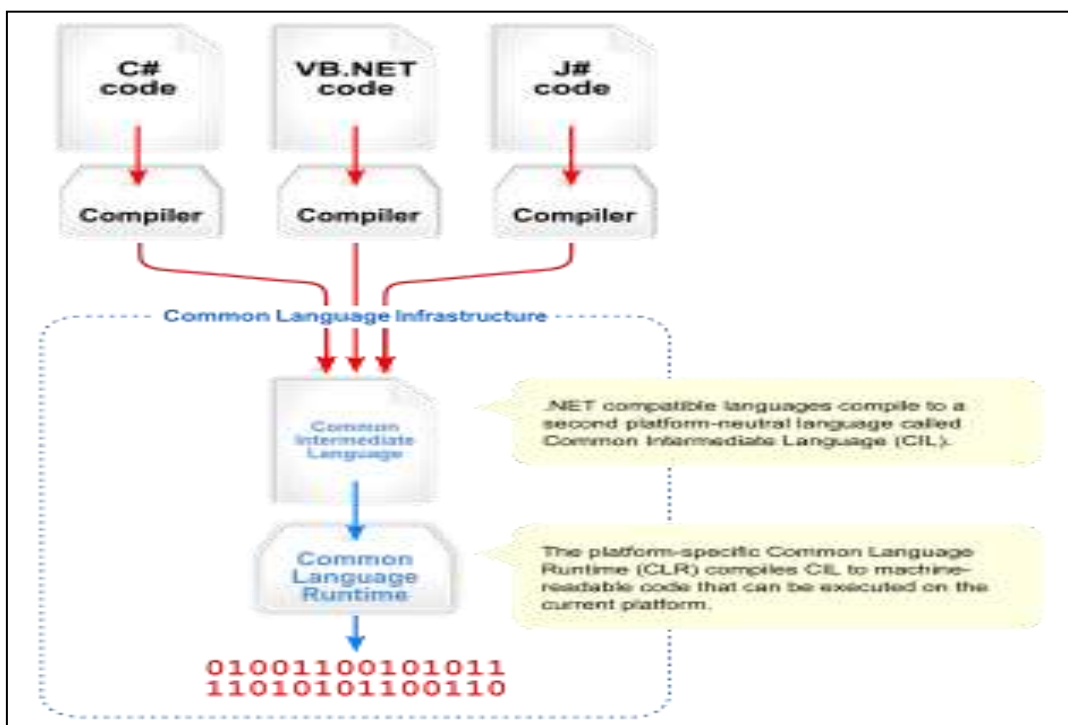 C#
code
VB.NET
code
J#
code
Compiler
Compiler
Compiler
Common Language Infrastructure
Common
Intermediate
Language
.NET compatible languages compile to a
second platform-neutral language called
Common Intermediate Language (CIL).
Common
Language
Runtime
The platform-specific Common Language
Runtime (CLR) compiles CIL to machine-
readable code that can be executed on the
current platform.
01001100101011
11010101100110